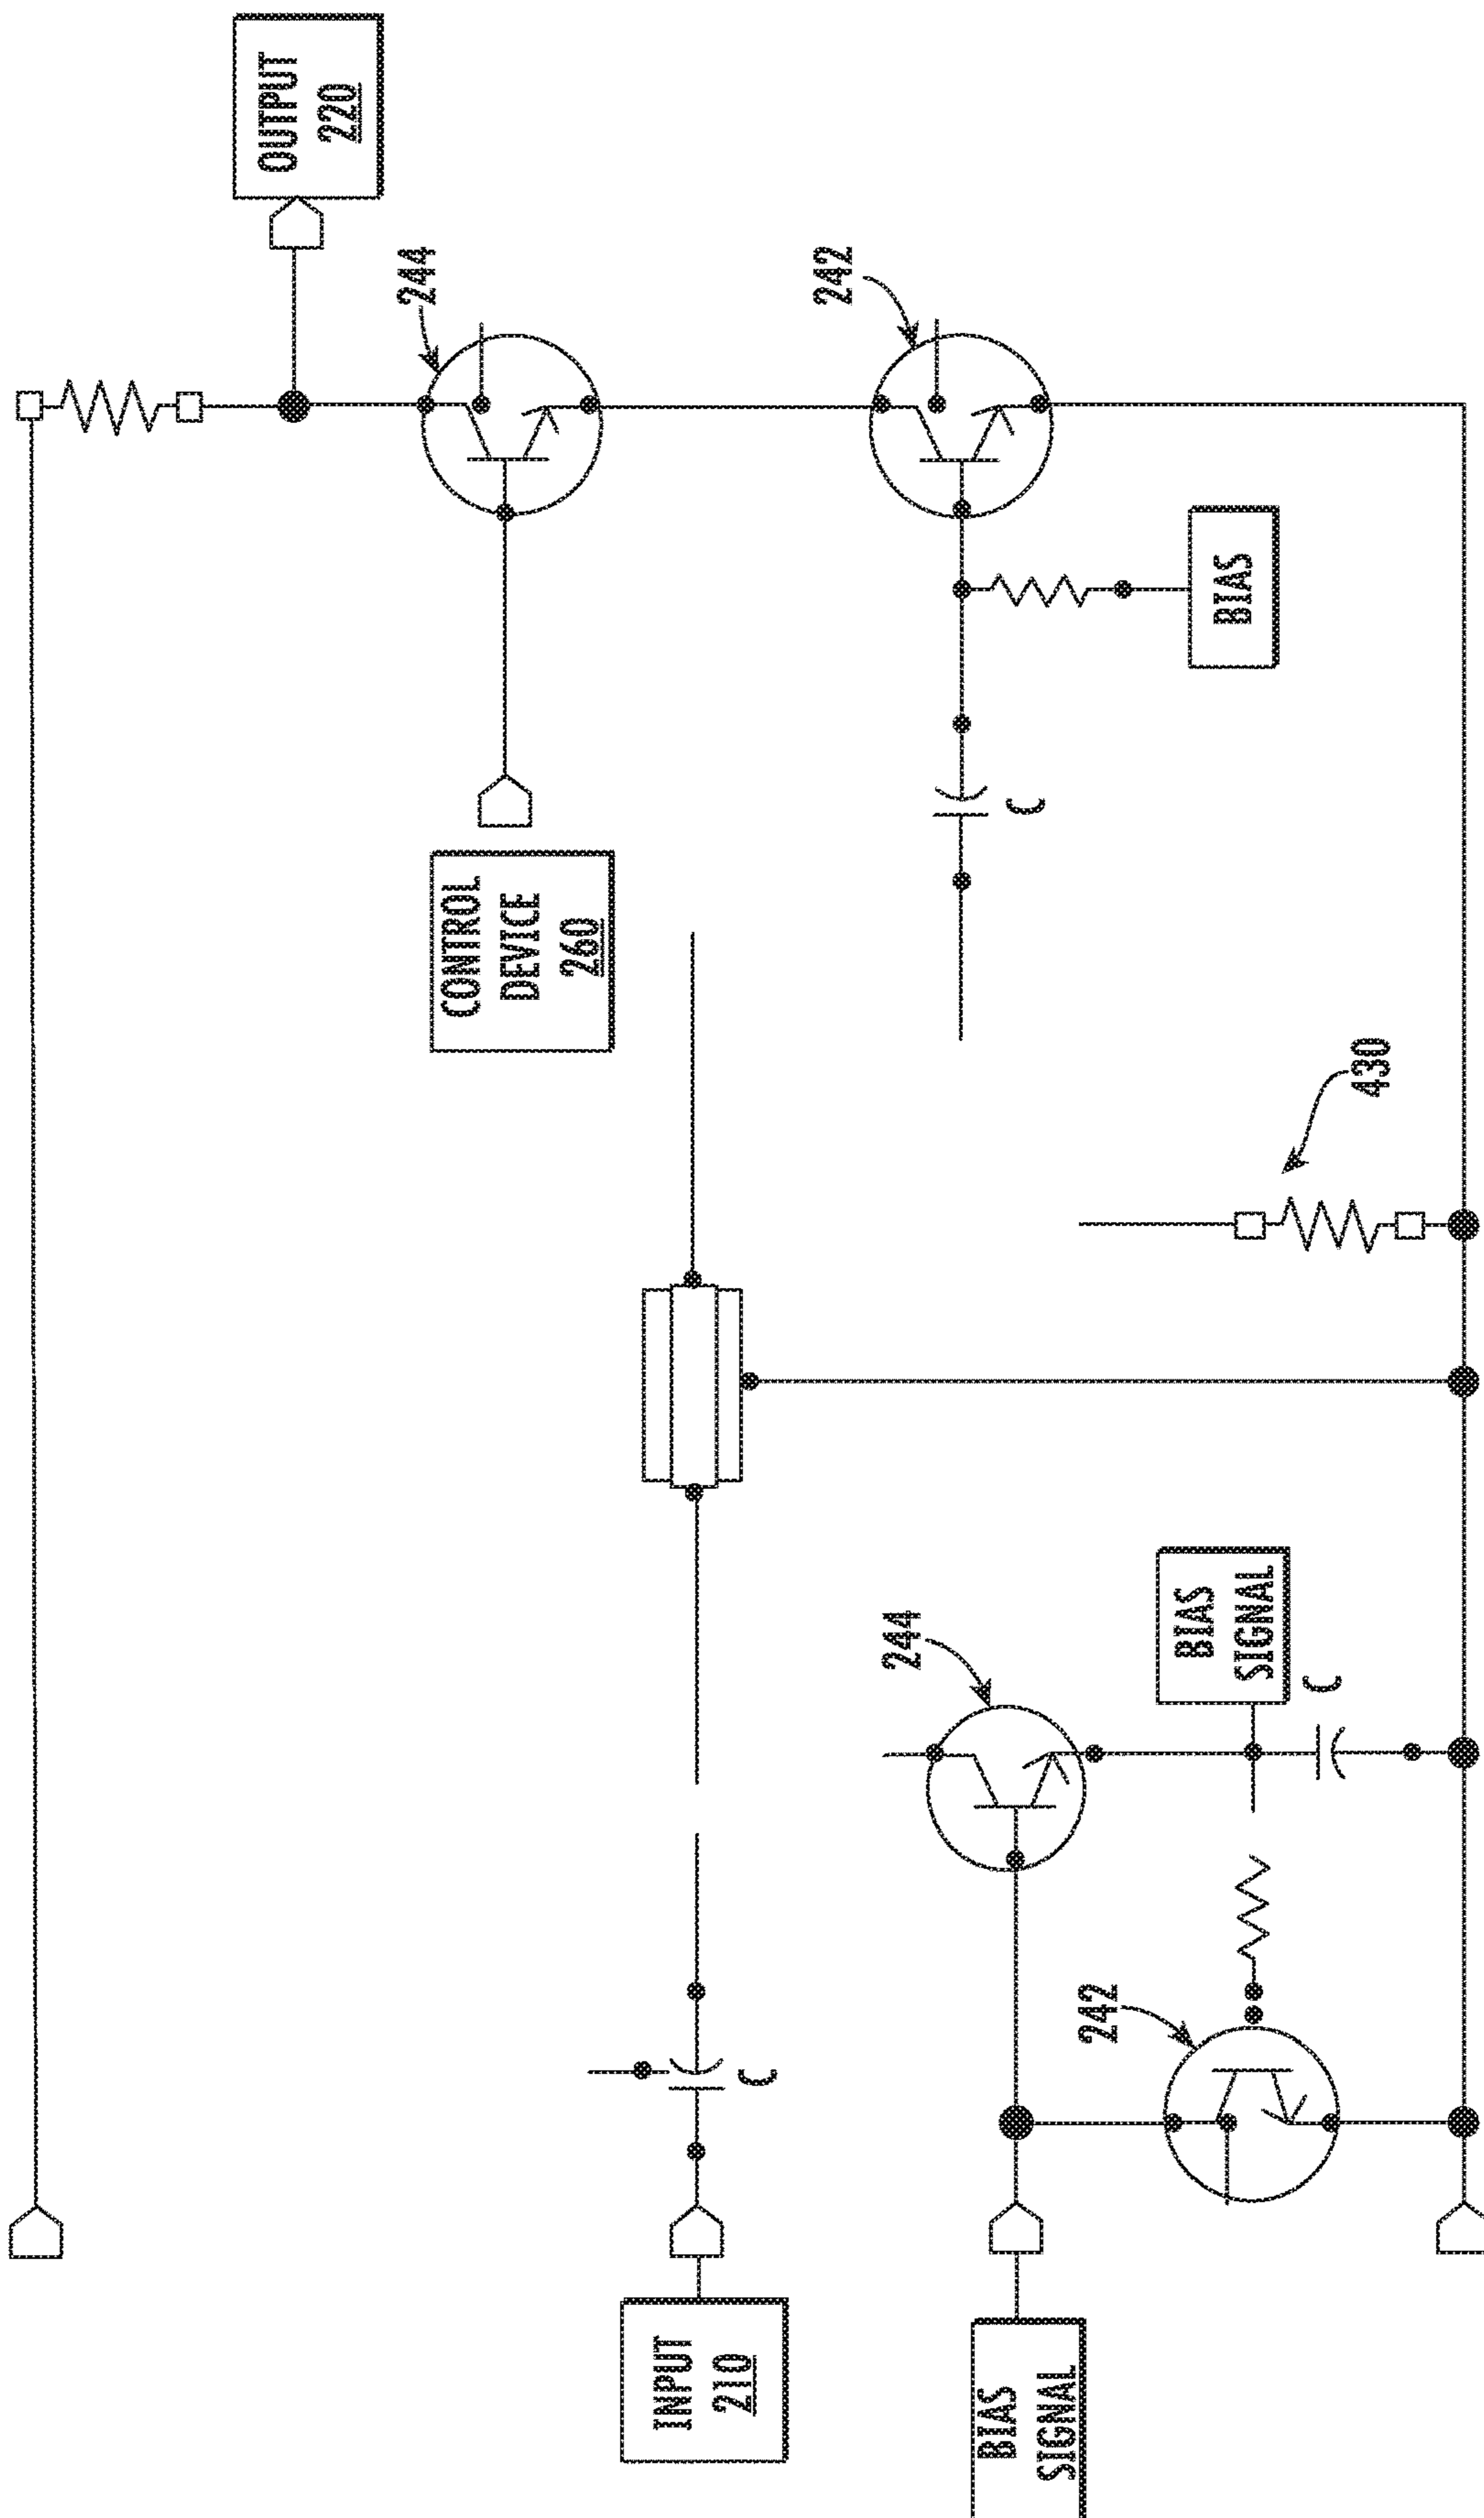 OUTPUT
220
244
242
BIAS
C
CONTROL
DEVICE
260
430
BIAS
SIGNAL
C
244
242
C
INPUT
210
BIAS
SIGNAL